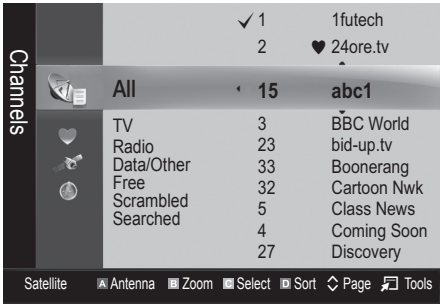 Channels
1 1futech
2 24ore.tv
All 15 abc1
TV 3 BBC World
Radio 23 bid-up.tv
Data/Other 33 Boonerang
Free 32 Cartoon Nwk
Scrambled 5 Class News
Searched 4 Coming Soon
27 Discovery
Satellite A Antenna B Zoom C Select D Sort Page Tools